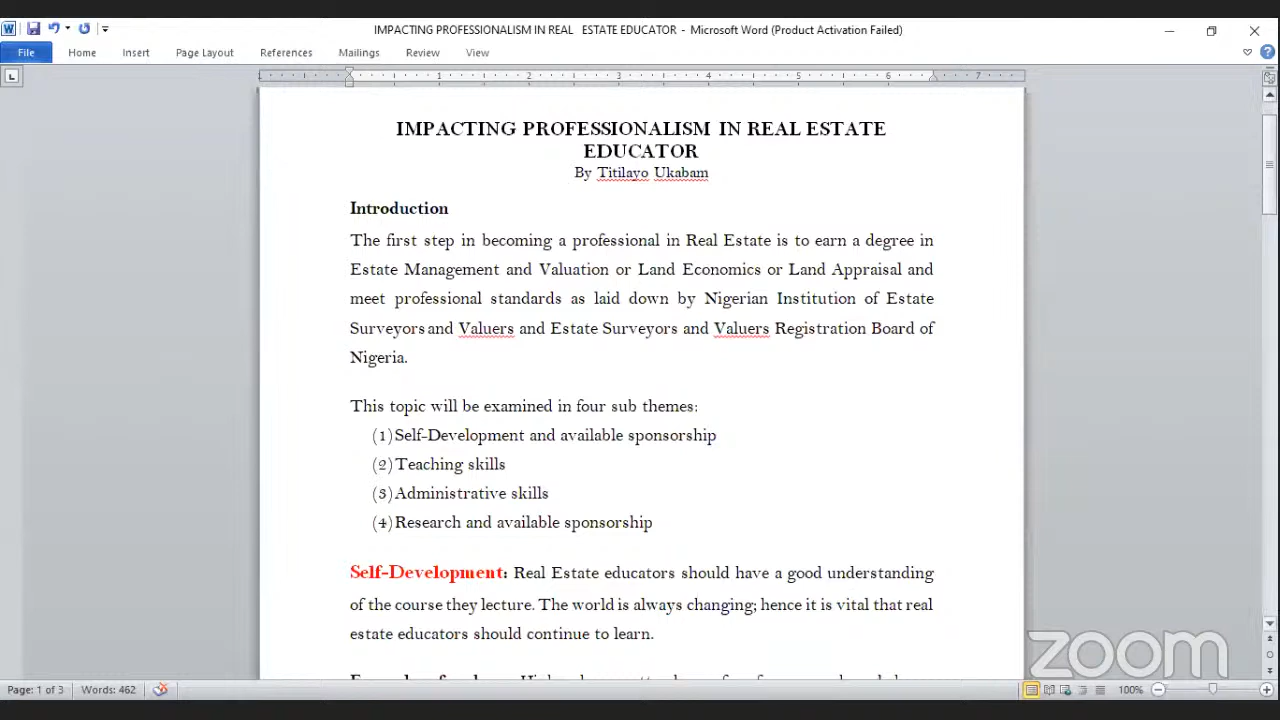 IMPACTING PROFESSIONALISM IN REAL ESTATE EDUCATOR - Microsoft Word (Product Activation Failed)
File Home Insert Page Layout References Mailings Review View
1 2 3 4 5 6 7
IMPACTING PROFESSIONALISM IN REAL ESTATE
EDUCATOR
By Titilayo Ukabam
Introduction
The first step in becoming a professional in Real Estate is to earn a degree in
Estate Management and Valuation or Land Economics or Land Appraisal and
meet professional standards as laid down by Nigerian Institution of Estate
Surveyors and Valuers and Estate Surveyors and Valuers Registration Board of
Nigeria.
This topic will be examined in four sub themes:
(1)Self-Development and available sponsorship
(2)Teaching skills
(3)Administrative skills
(4)Research and available sponsorship
Self-Development: Real Estate educators should have a good understanding
of the course they lecture. The world is always changing; hence it is vital that real
estate educators should continue to learn.
zoom
Page: 1 of 3 Words: 462 100%